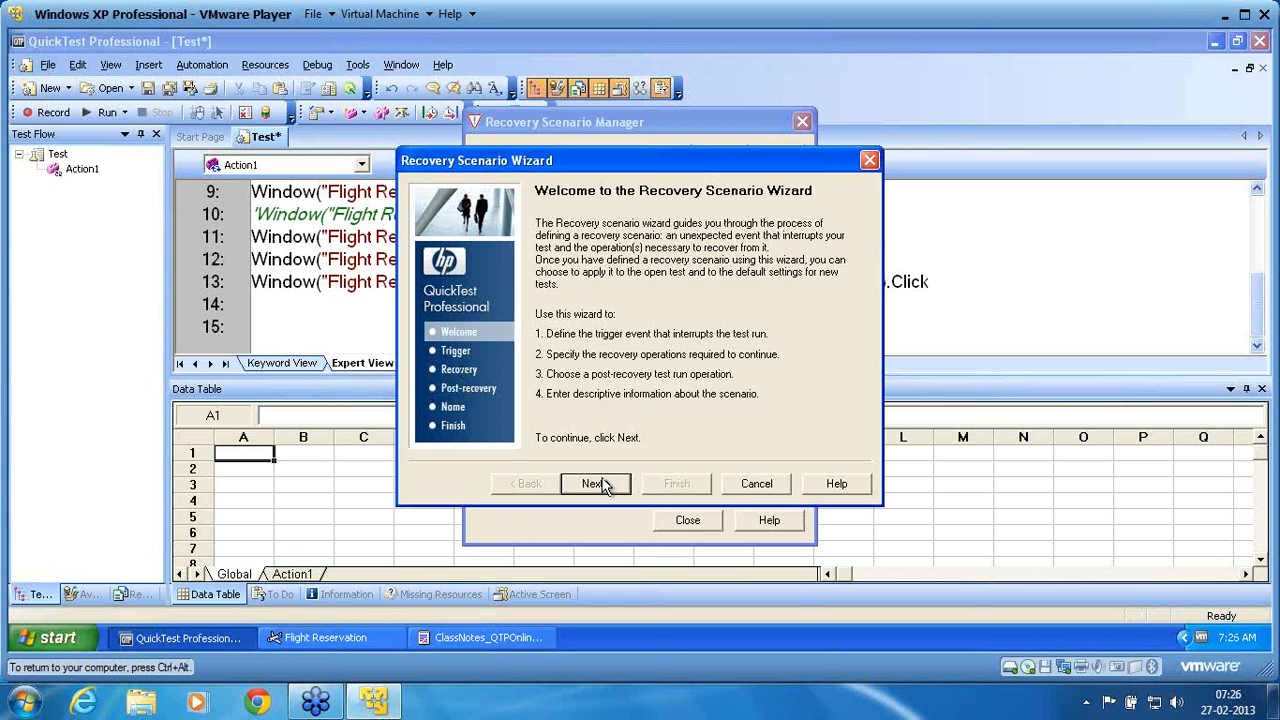 Windows XP Professional - VMware Player File Virtual Machine Help
QuickTest Professional - [Test*]
File Edit View Insert Automation Resources Debug Tools Window Help
New Open
Record Run Stop
Recovery Scenario Manager
Test Flow
Start Page Test*
Test
Action1
Action1
9: Window("Flight Re
10: 'Window("Flight Re
11: Window("Flight Re
12: Window("Flight Re
13: Window("Flight Re .Click
14:
15:
Keyword View Expert View
Recovery Scenario Wizard
hp
QuickTest
Professional
Welcome
Trigger
Recovery
Post-recovery
Name
Finish
Welcome to the Recovery Scenario Wizard
The Recovery scenario wizard guides you through the process of
defining a recovery scenario: an unexpected event that interrupts your
test and the operation(s) necessary to recover from it.
Once you have defined a recovery scenario using this wizard, you can
choose to apply it to the open test and to the default settings for new
tests.
Use this wizard to:
1. Define the trigger event that interrupts the test run.
2. Specify the recovery operations required to continue.
3. Choose a post-recovery test run operation.
4. Enter descriptive information about the scenario.
To continue, click Next.
< Back Next Finish Cancel Help
Close Help
Data Table
A1
A B C L M N O P Q
1
2
3
4
5
6
7
8
Global Action1
Te... Av... Re... Data Table To Do Information Missing Resources Active Screen
Ready
start QuickTest Profession... Flight Reservation ClassNotes_QTPOnlin... 7:26 AM
To return to your computer, press Ctrl+Alt. vmware
07:26
27-02-2013